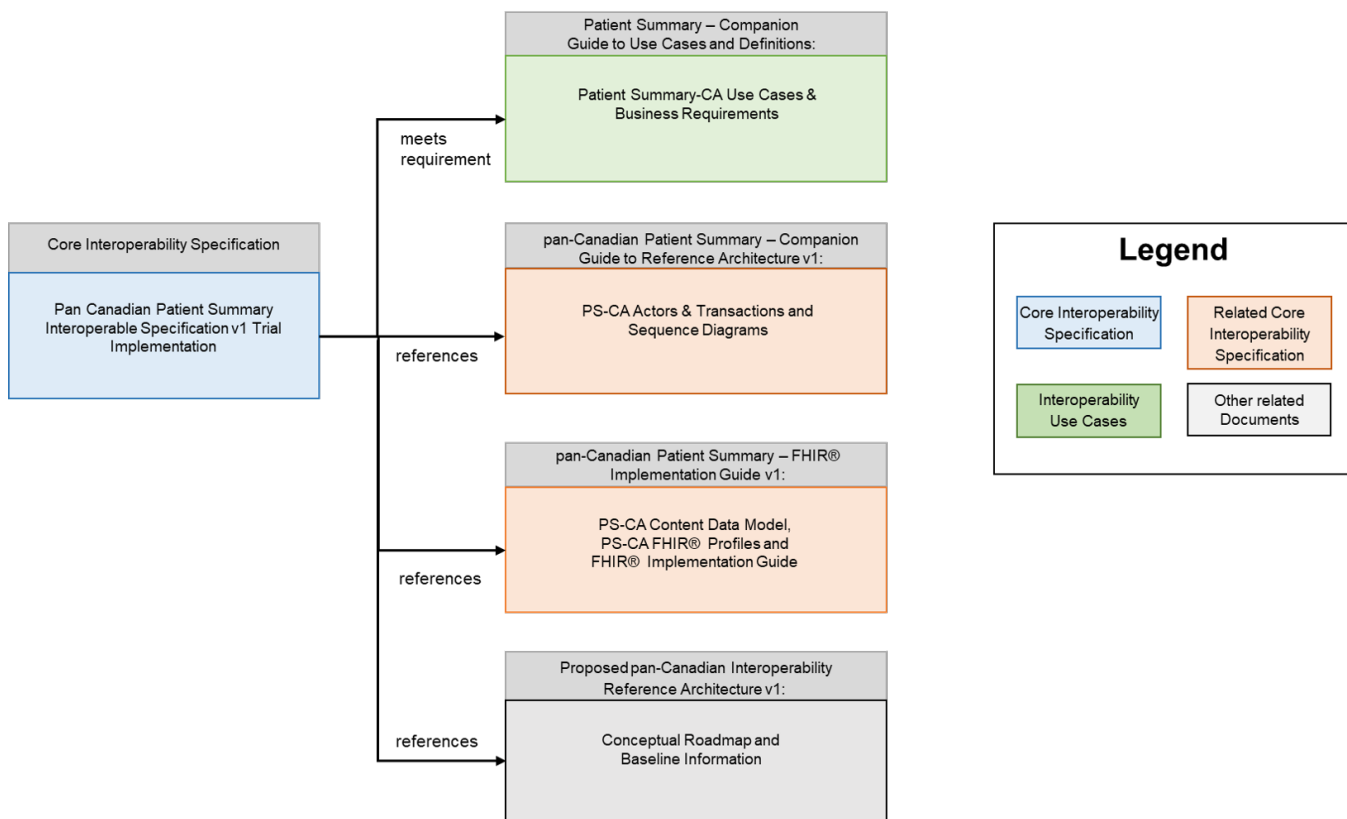 Patient Summary – Companion
Guide to Use Cases and Definitions:
Patient Summary-CA Use Cases &
Business Requirements
meets
requirement
Core Interoperability Specification
Pan Canadian Patient Summary
Interoperable Specification v1 Trial
Implementation
pan-Canadian Patient Summary – Companion
Guide to Reference Architecture v1:
PS-CA Actors & Transactions and
Sequence Diagrams
references
pan-Canadian Patient Summary – FHIR®
Implementation Guide v1:
PS-CA Content Data Model,
PS-CA FHIR® Profiles and
FHIR® Implementation Guide
references
Proposed pan-Canadian Interoperability
Reference Architecture v1:
Conceptual Roadmap and
Baseline Information
references
Legend
Core Interoperability
Specification
Related Core
Interoperability
Specification
Interoperability
Use Cases
Other related
Documents